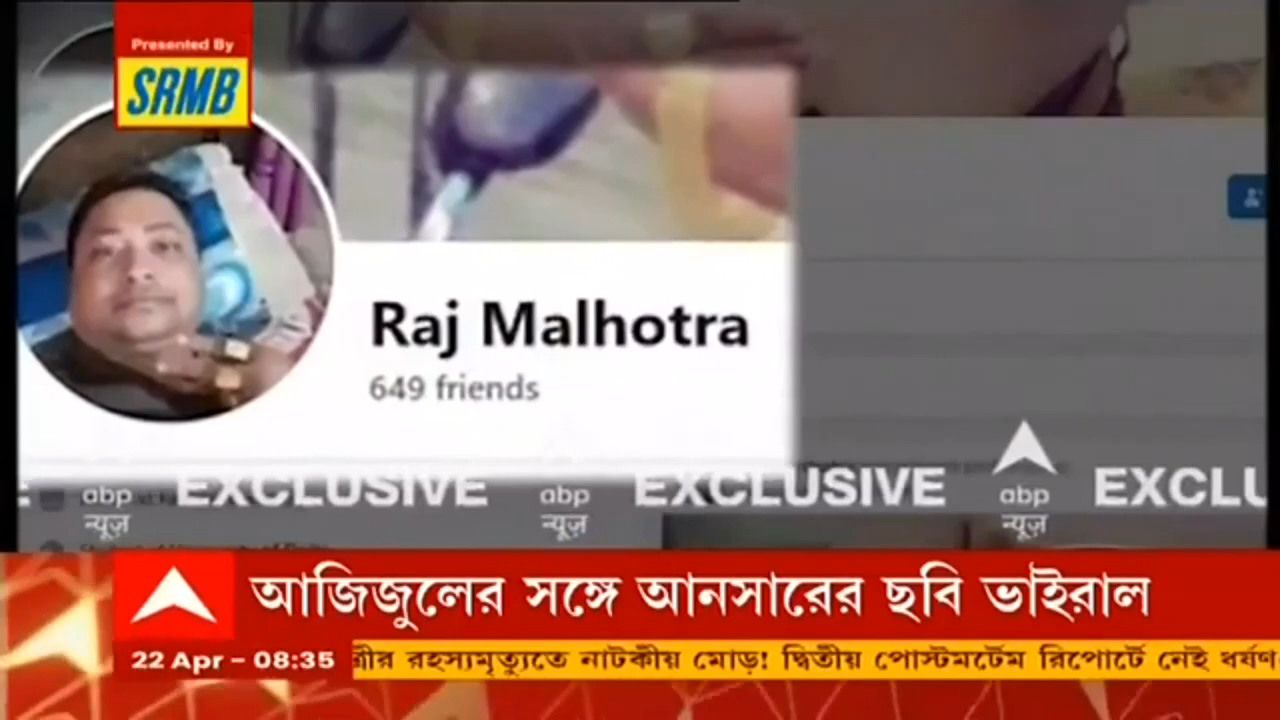 Presented By
SRMB
Raj Malhotra
649 friends
abp
न्यूज़
EXCLUSIVE
abp
न्यूज़
EXCLUSIVE
abp
न्यूज़
EXCLU
আজিজুলের সঙ্গে আনসারের ছবি ভাইরাল
22 Apr – 08:35
ত্রীর রহস্যমৃত্যুতে নাটকীয় মোড়! দ্বিতীয় পোস্টমর্টেম রিপোর্টে নেই ধর্ষণ